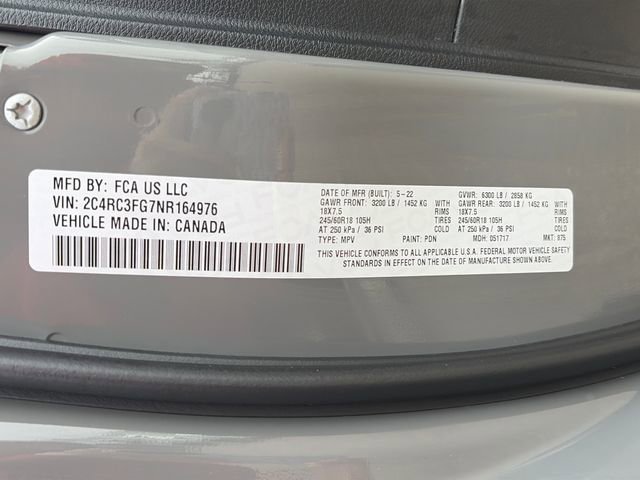 MFD BY: FCA US LLC
VIN: 2C4RC3FG7NR164976
VEHICLE MADE IN: CANADA
DATE OF MFR (BUILT): 5-22 GVWR: 6300 LB / 2858 KG
GAWR FRONT: 3200 LB / 1452 KG GAWR REAR: 3200 LB / 1452 KG
18X7.5 RIMS 18X7.5 RIMS
245/60R18 105H TIRES 245/60R18 105H TIRES
AT 250 kPa / 36 PSI COLD AT 250 kPa / 36 PSI COLD
TYPE: MPV PAINT: PDN MDH: 051717 MKT: 875
THIS VEHICLE CONFORMS TO ALL APPLICABLE U.S.A. FEDERAL MOTOR VEHICLE SAFETY
STANDARDS IN EFFECT ON THE DATE OF MANUFACTURE SHOWN ABOVE.